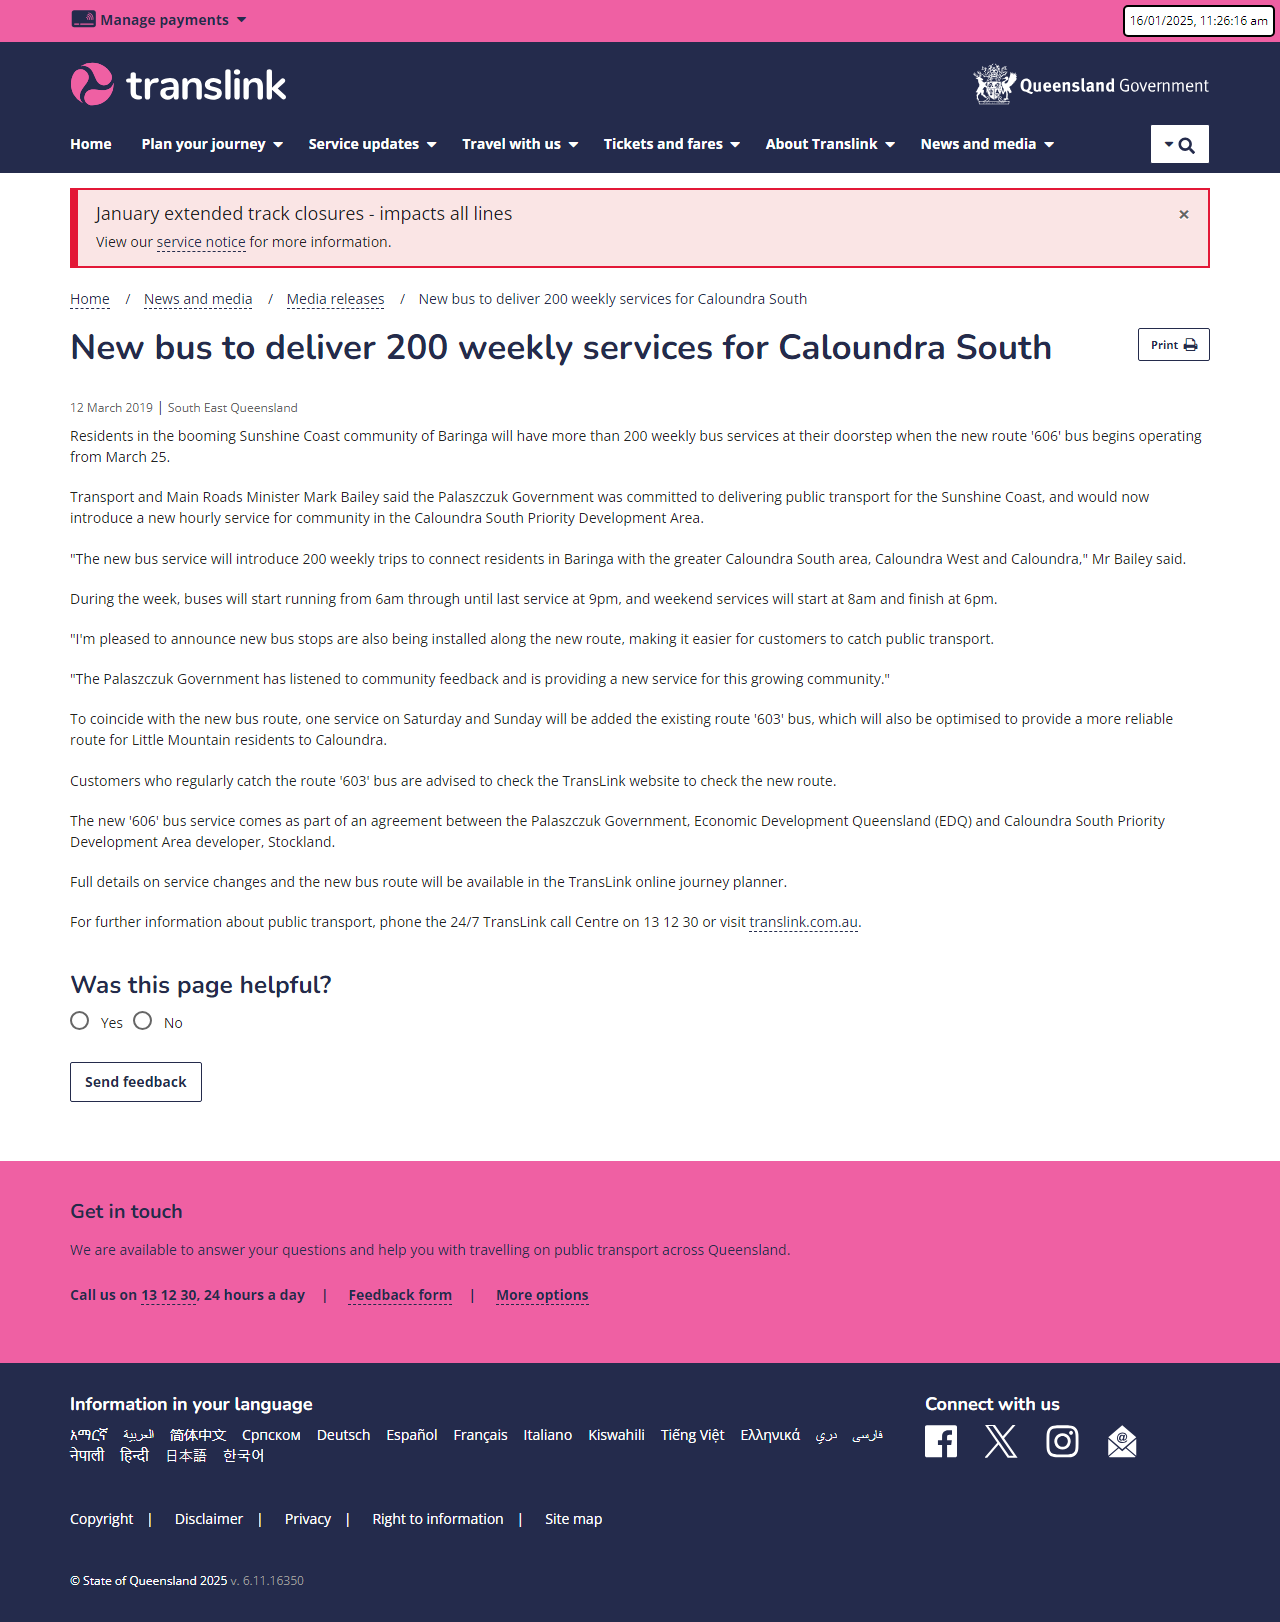 Manage payments
16/01/2025, 11:26:16 am
translink
Queensland Government
Home Plan your journey Service updates Travel with us Tickets and fares About Translink News and media
January extended track closures - impacts all lines ×
View our service notice for more information.
Home / News and media / Media releases / New bus to deliver 200 weekly services for Caloundra South
New bus to deliver 200 weekly services for Caloundra South
Print
12 March 2019 | South East Queensland
Residents in the booming Sunshine Coast community of Baringa will have more than 200 weekly bus services at their doorstep when the new route '606' bus begins operating
from March 25.
Transport and Main Roads Minister Mark Bailey said the Palaszczuk Government was committed to delivering public transport for the Sunshine Coast, and would now
introduce a new hourly service for community in the Caloundra South Priority Development Area.
"The new bus service will introduce 200 weekly trips to connect residents in Baringa with the greater Caloundra South area, Caloundra West and Caloundra," Mr Bailey said.
During the week, buses will start running from 6am through until last service at 9pm, and weekend services will start at 8am and finish at 6pm.
"I'm pleased to announce new bus stops are also being installed along the new route, making it easier for customers to catch public transport.
"The Palaszczuk Government has listened to community feedback and is providing a new service for this growing community."
To coincide with the new bus route, one service on Saturday and Sunday will be added the existing route '603' bus, which will also be optimised to provide a more reliable
route for Little Mountain residents to Caloundra.
Customers who regularly catch the route '603' bus are advised to check the TransLink website to check the new route.
The new '606' bus service comes as part of an agreement between the Palaszczuk Government, Economic Development Queensland (EDQ) and Caloundra South Priority
Development Area developer, Stockland.
Full details on service changes and the new bus route will be available in the TransLink online journey planner.
For further information about public transport, phone the 24/7 TransLink call Centre on 13 12 30 or visit translink.com.au.
Was this page helpful?
Yes No
Send feedback
Get in touch
We are available to answer your questions and help you with travelling on public transport across Queensland.
Call us on 13 12 30, 24 hours a day | Feedback form | More options
Information in your language
አማርኛ العربية 简体中文 Српском Deutsch Español Français Italiano Kiswahili Tiếng Việt Ελληνικά دري فارسی
नेपाली हिन्दी 日本語 한국어
Connect with us
Copyright | Disclaimer | Privacy | Right to information | Site map
© State of Queensland 2025 v. 6.11.16350